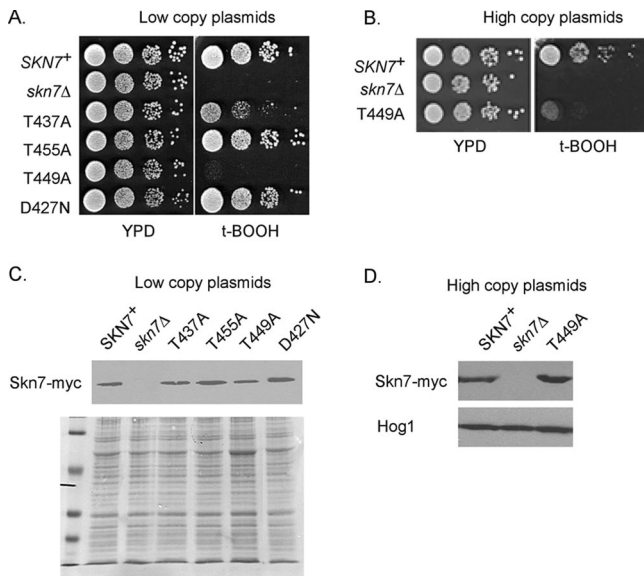 A.
Low copy plasmids
SKN7+
skn7Δ
T437A
T455A
T449A
D427N
YPD
t-BOOH
B.
High copy plasmids
SKN7+
skn7Δ
T449A
YPD
t-BOOH
C.
Low copy plasmids
SKN7+
skn7Δ
T437A
T455A
T449A
D427N
Skn7-myc
D.
High copy plasmids
SKN7+
skn7Δ
T449A
Skn7-myc
Hog1